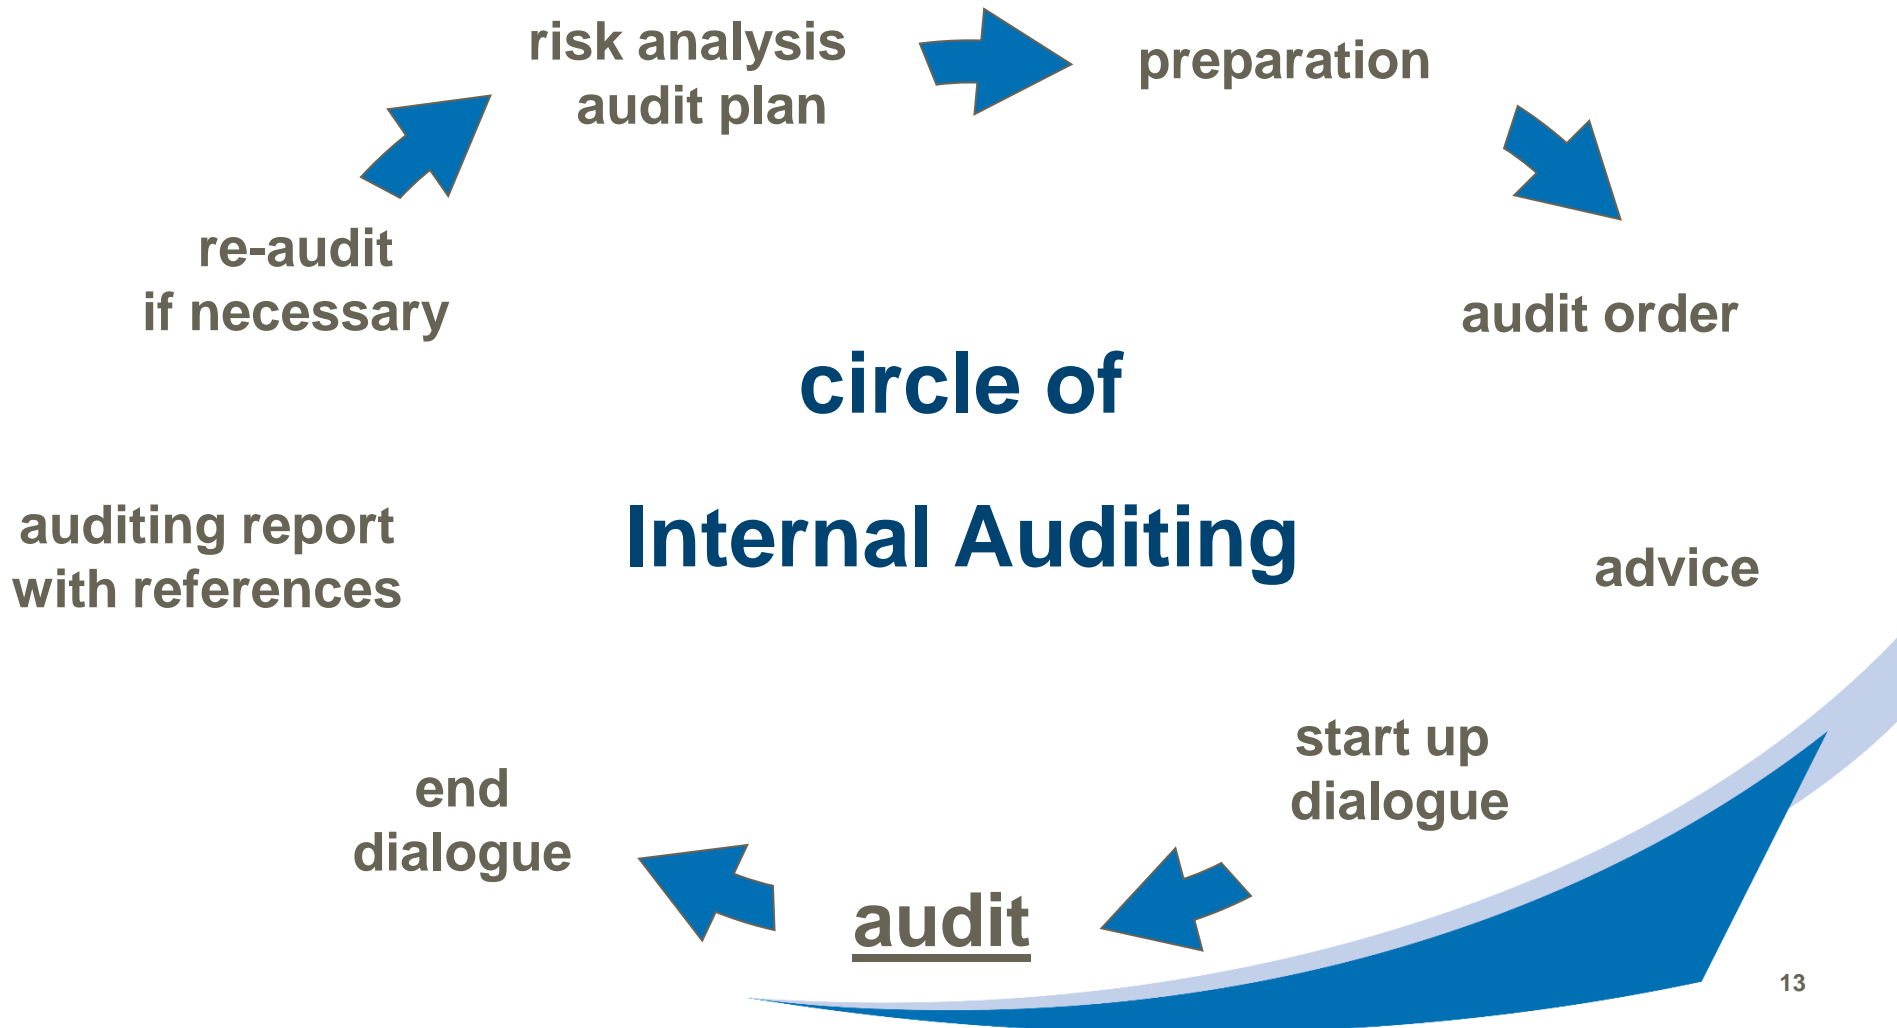 risk analysis
audit plan
preparation
re-audit
if necessary
audit order
circle of
Internal Auditing
auditing report
with references
advice
start up
dialogue
end
dialogue
audit
13